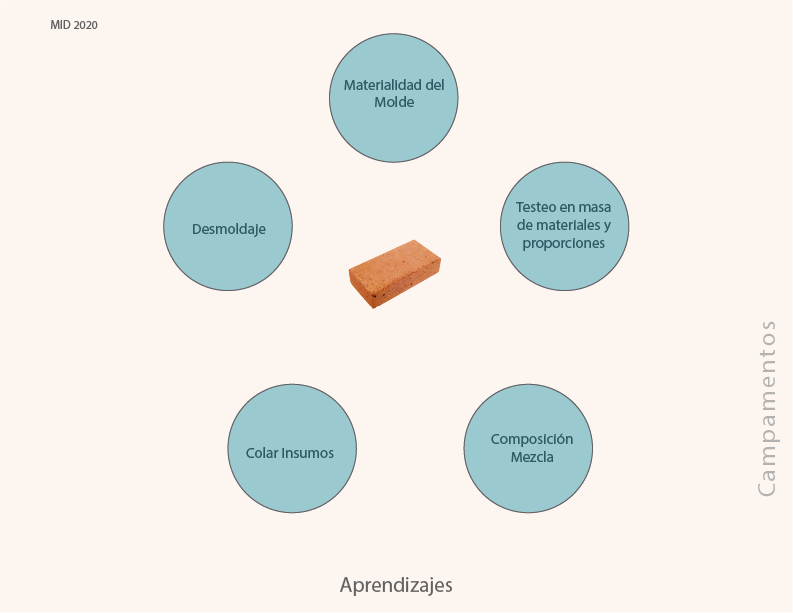 MID 2020
Materialidad del
Molde
Desmoldaje
Testeo en masa
de materiales y
proporciones
Colar Insumos
Composición
Mezcla
Campamentos
Aprendizajes